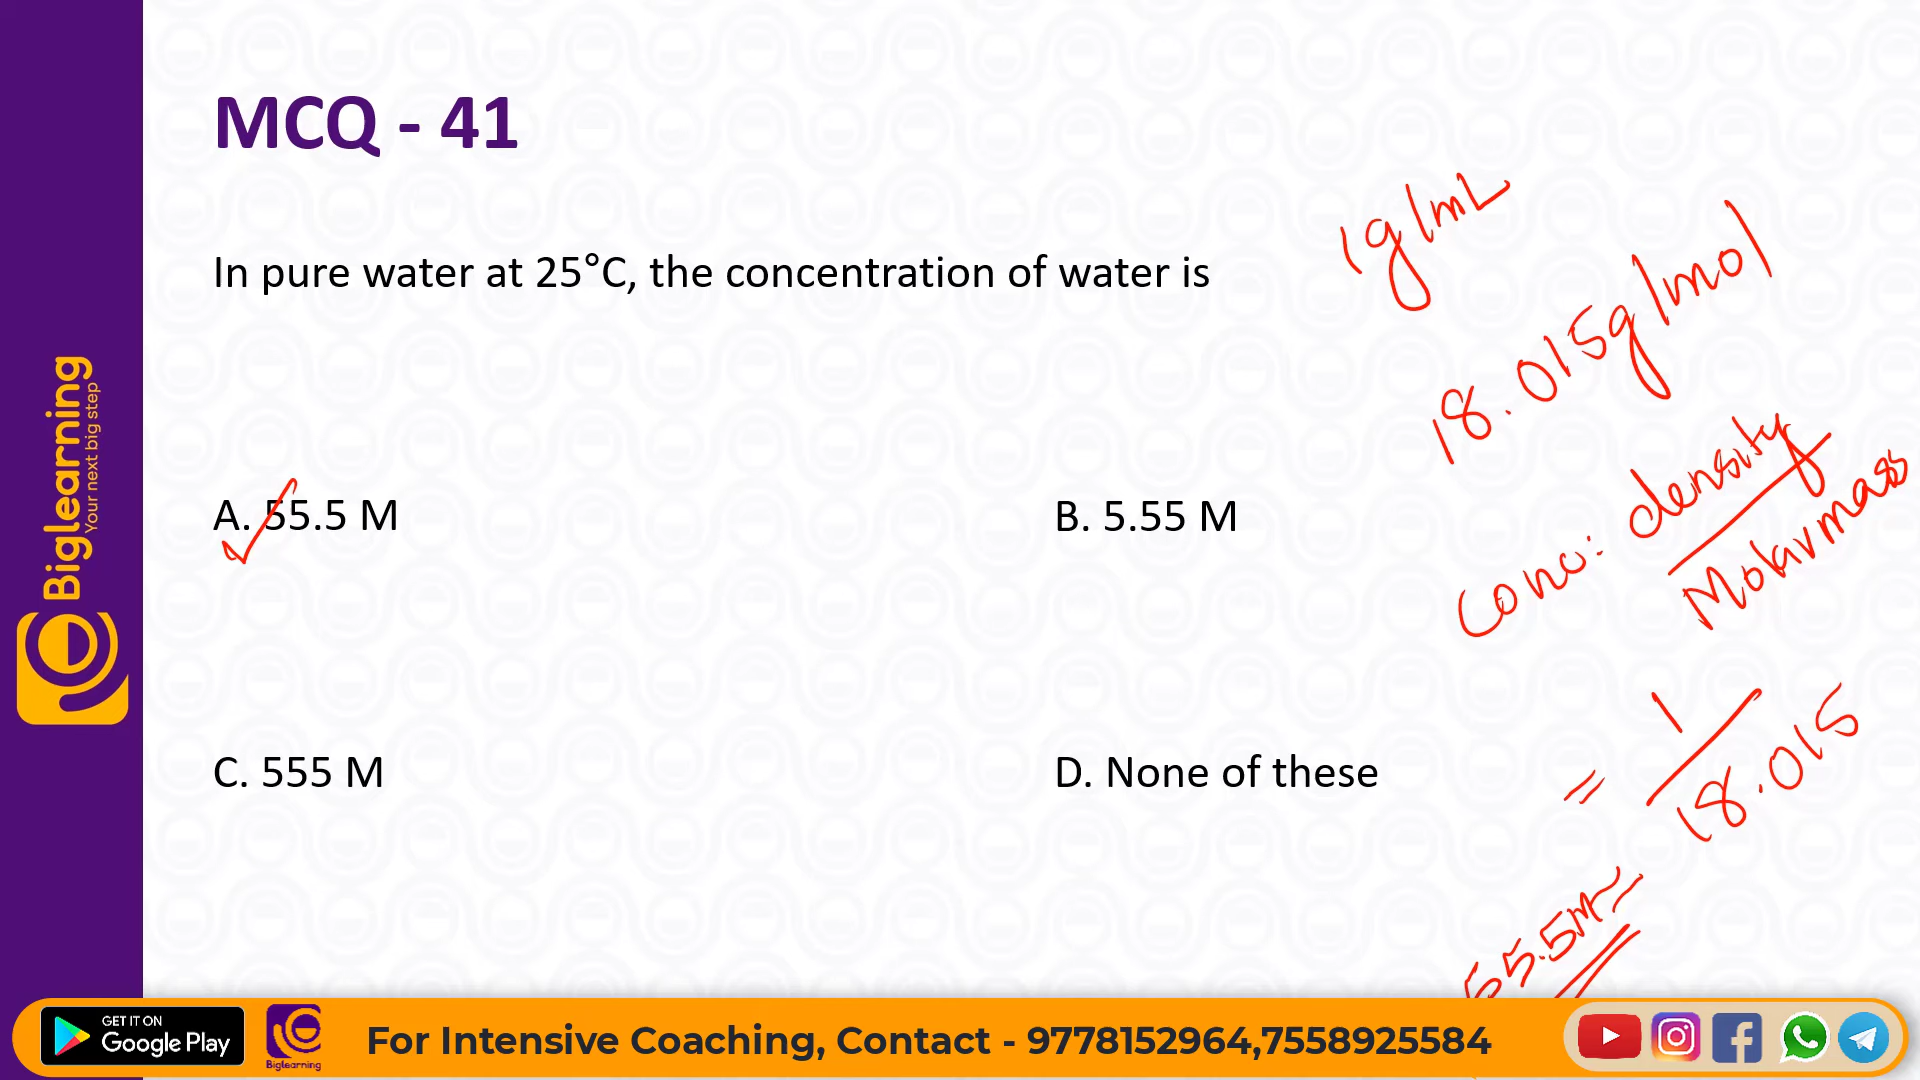 MCQ - 41
1g/mL
In pure water at 25°C, the concentration of water is
18.015g/mol
A. 55.5 M
B. 5.55 M
Conc: density
Molar mass
= 1
18.015
C. 555 M
D. None of these
55.5M
Biglearning
Your next big step
GET IT ON
Google Play
Biglearning
For Intensive Coaching, Contact - 9778152964,7558925584